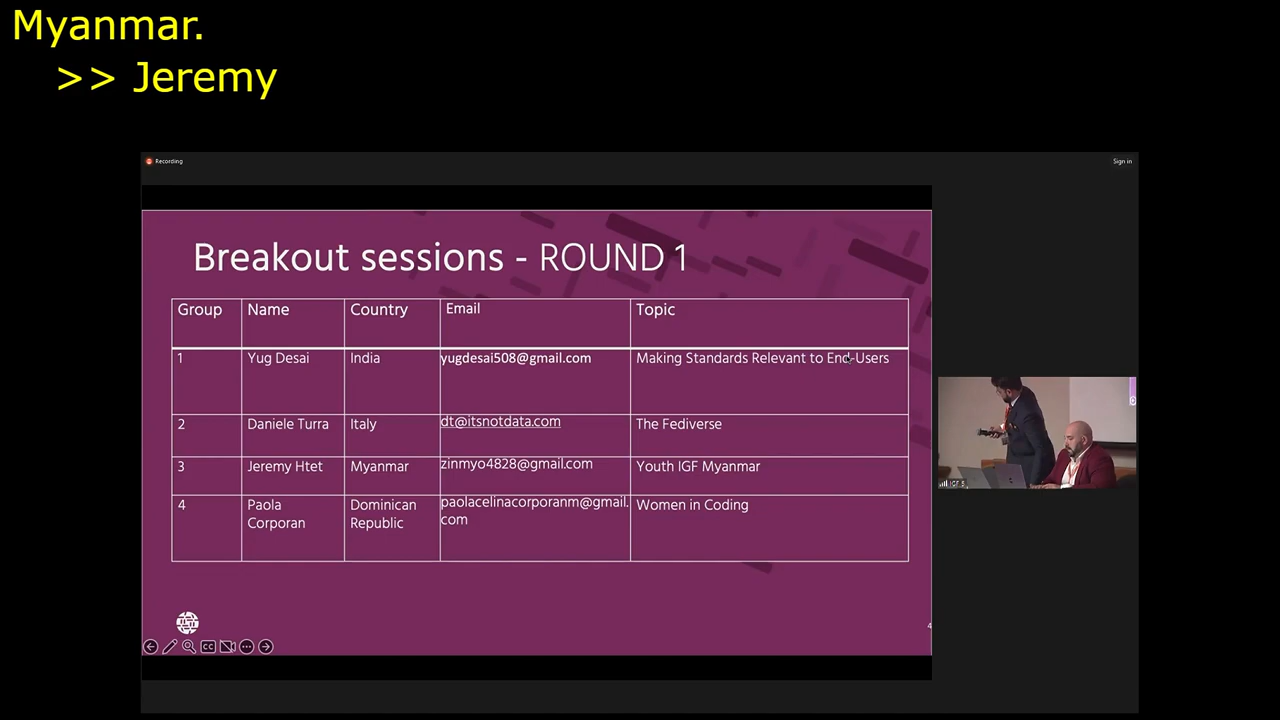 Myanmar.
>> Jeremy
Recording
Sign in
Breakout sessions - ROUND 1
Group Name Country Email Topic
1 Yug Desai India yugdesai508@gmail.com Making Standards Relevant to End-Users
2 Daniele Turra Italy dt@itsnotdata.com The Fediverse
3 Jeremy Htet Myanmar zinmyo4828@gmail.com Youth IGF Myanmar
4 Paola Dominican paolacelinacorporanm@gmail. Women in Coding
Corporan Republic com
4
CC